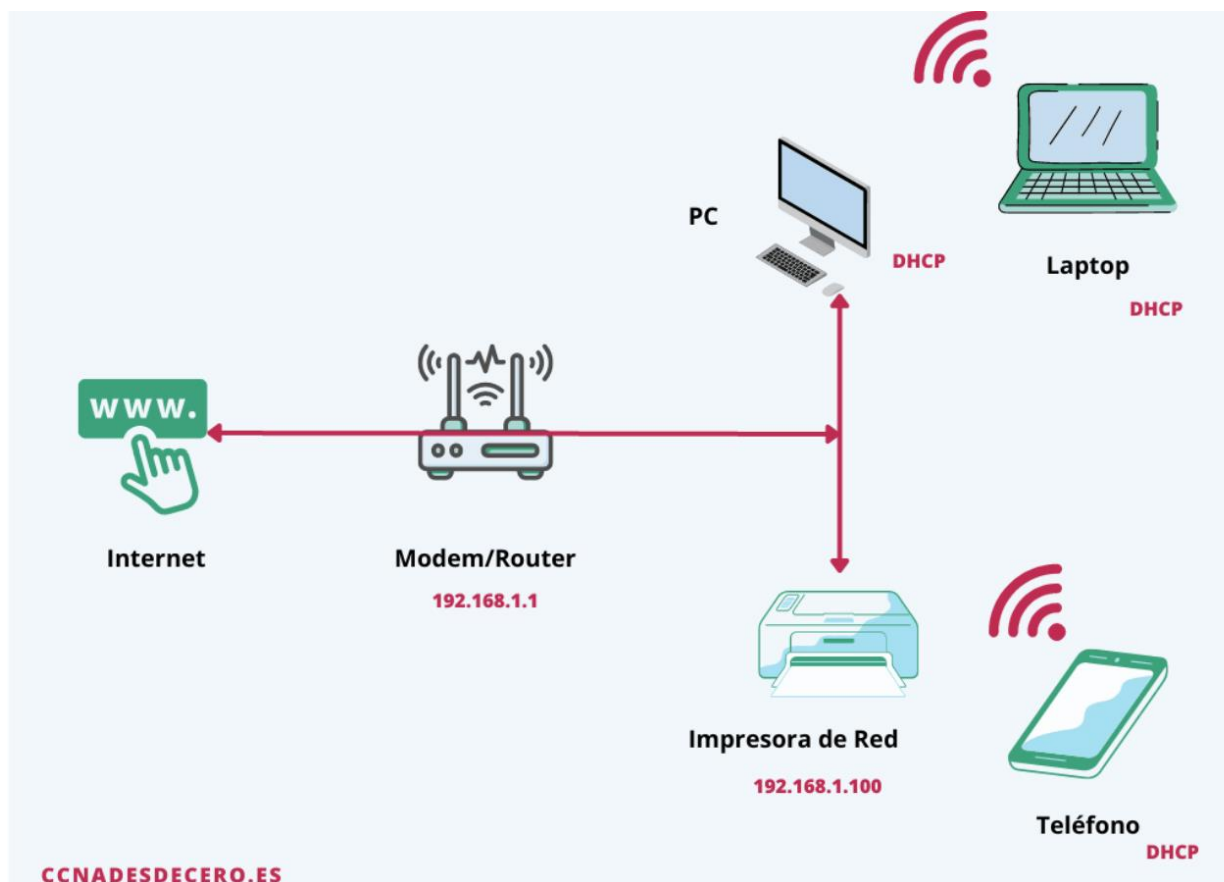 PC
DHCP
Laptop
DHCP
www.
Internet
Modem/Router
192.168.1.1
Impresora de Red
192.168.1.100
Teléfono
DHCP
CCNADESDECERO.ES